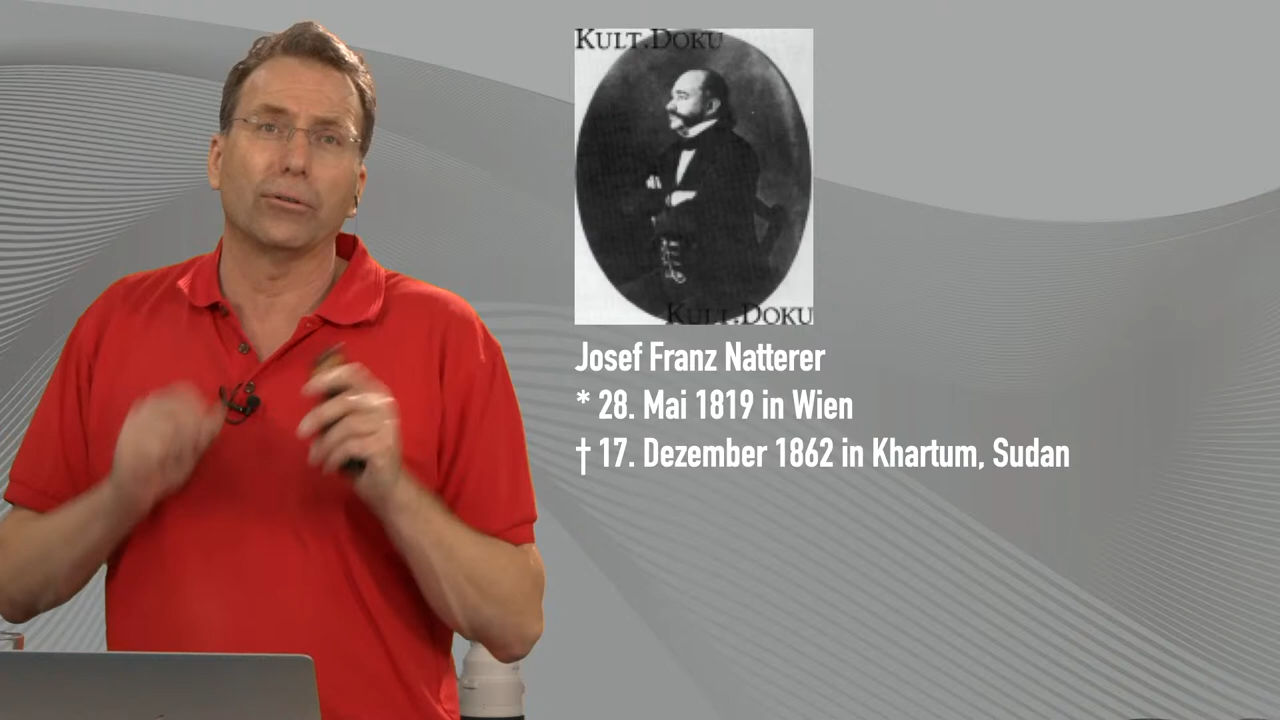 KULT.DOKU
KULT.DOKU
Josef Franz Natterer
* 28. Mai 1819 in Wien
† 17. Dezember 1862 in Khartum, Sudan